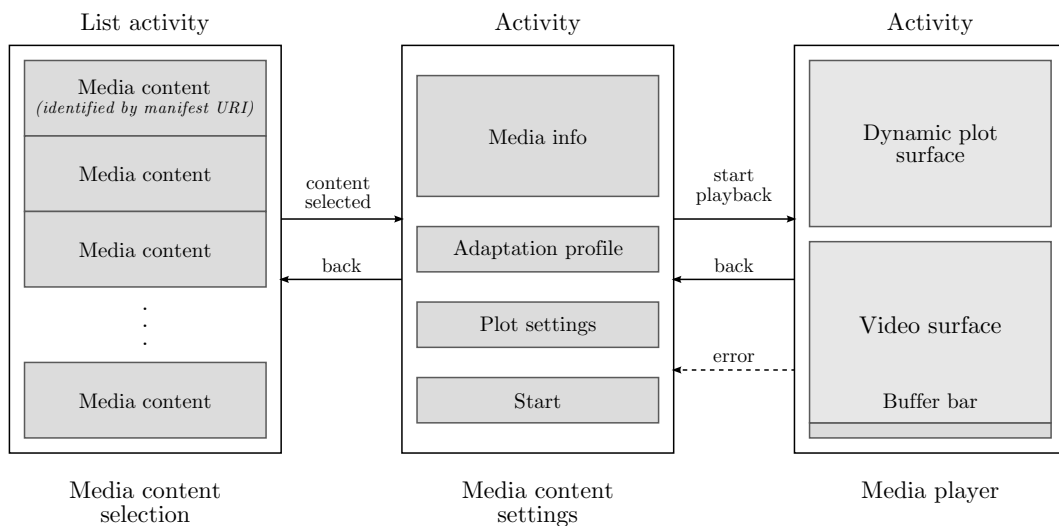 List activity
Activity
Activity
Media content
(identified by manifest URI)
Media content
Media content
.
.
.
Media content
content
selected
back
Media info
Adaptation profile
Plot settings
Start
start
playback
back
error
Dynamic plot
surface
Video surface
Buffer bar
Media content
selection
Media content
settings
Media player